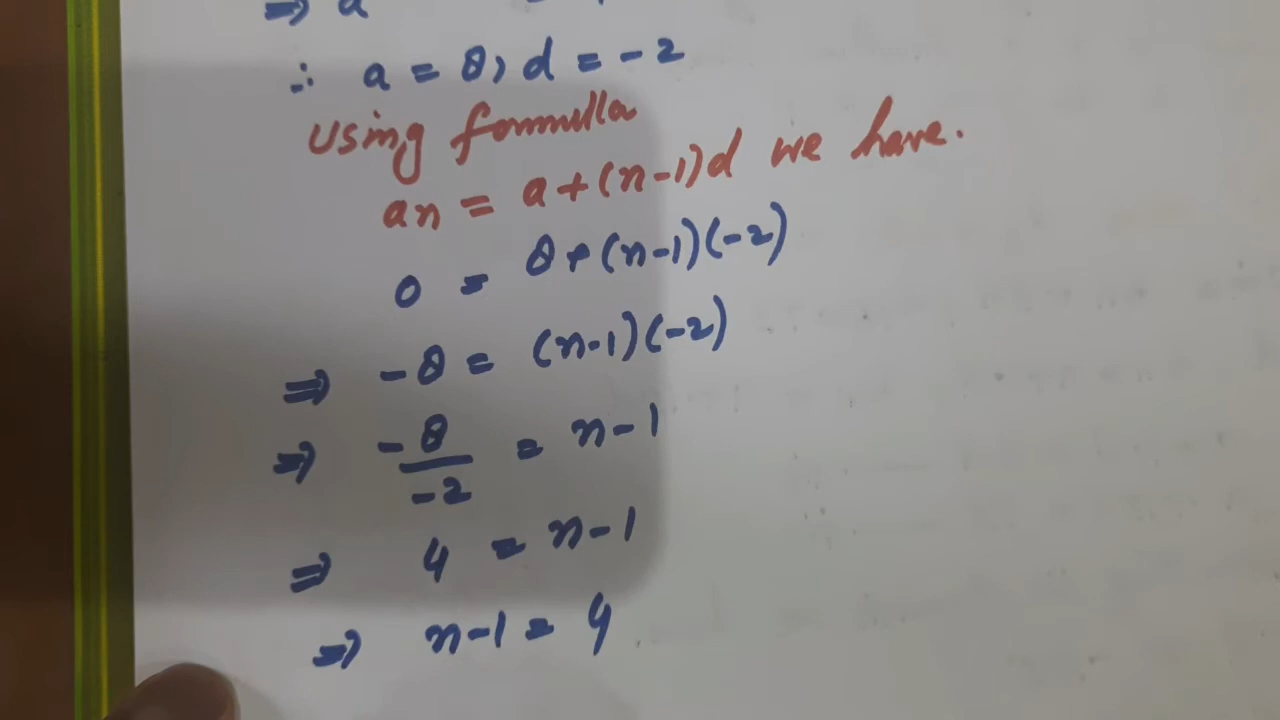 ⇒ a =
∴ a = 8, d = -2
Using formulla
an = a+(n-1)d we have.
0 = 8+(n-1)(-2)
⇒ -8 = (n-1)(-2)
⇒ -8/-2 = n-1
⇒ 4 = n-1
⇒ n-1 = 4